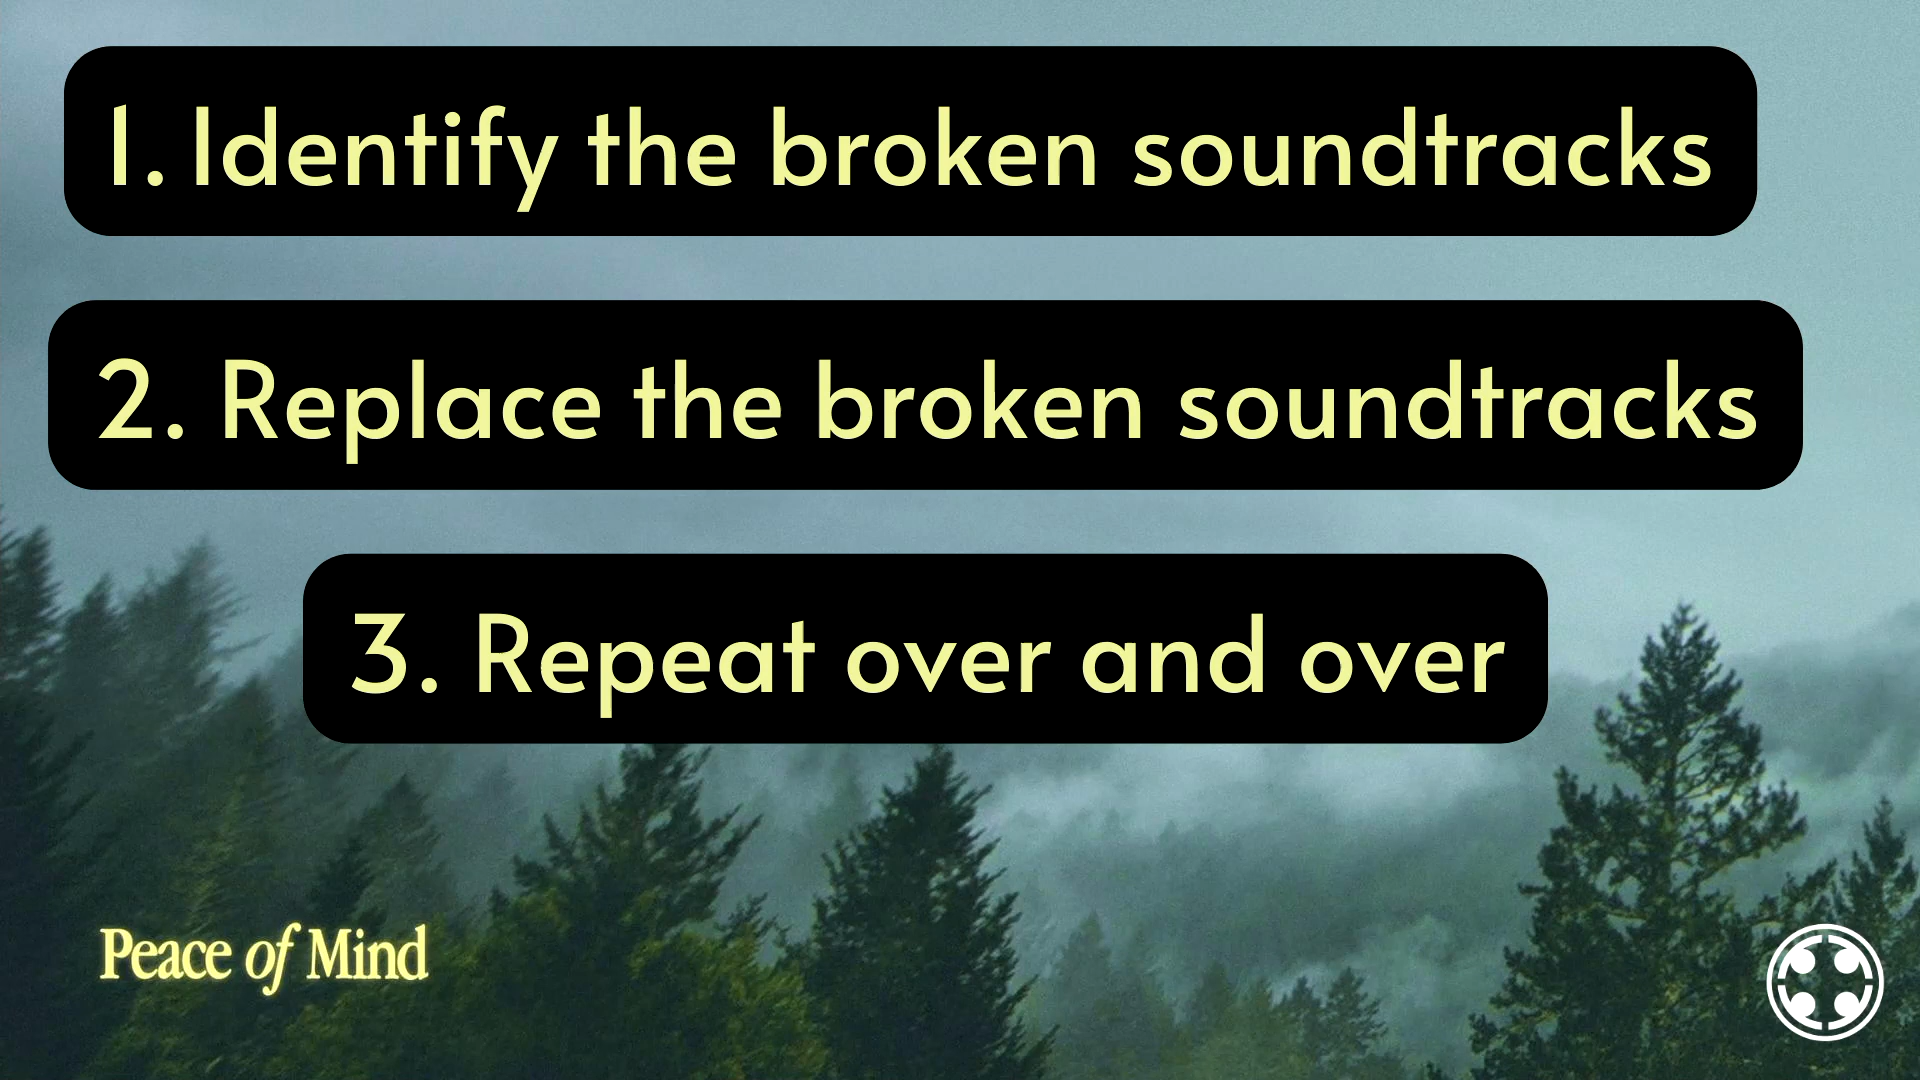 1. Identify the broken soundtracks
2. Replace the broken soundtracks
3. Repeat over and over
Peace of Mind